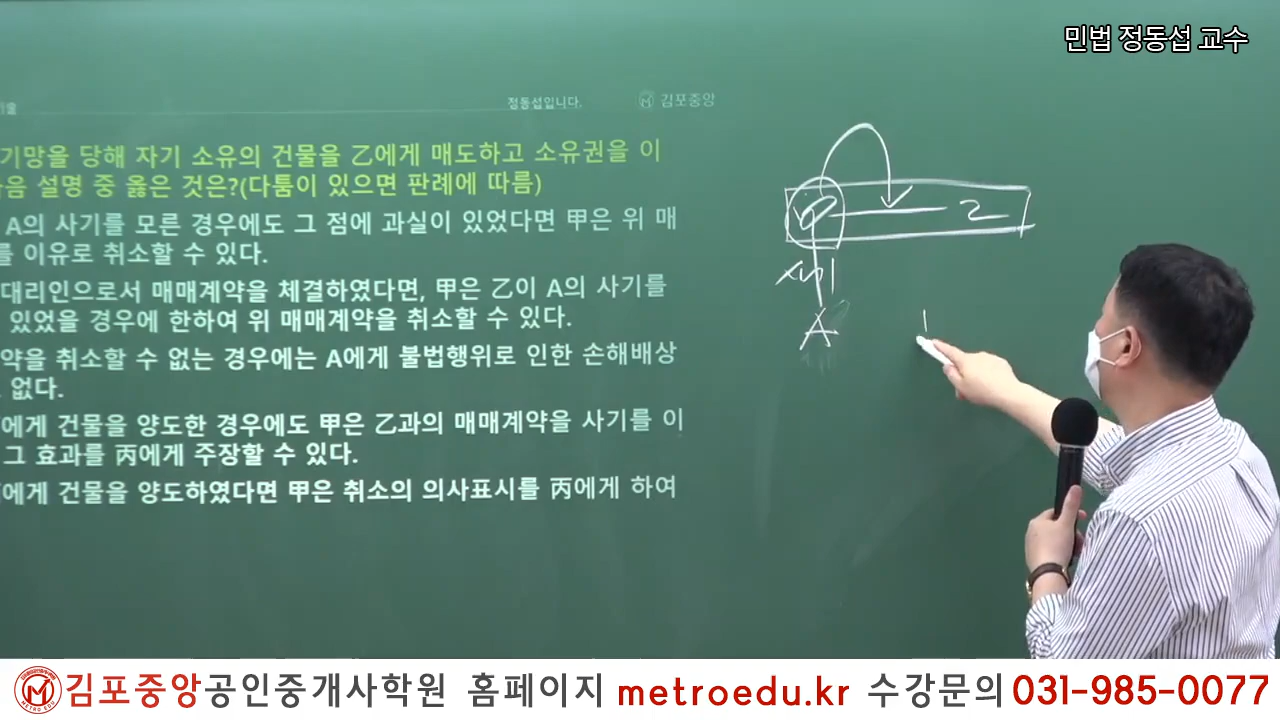 민법 정동섭 교수
정동섭입니다.
김포중앙
기망을 당해 자기 소유의 건물을 乙에게 매도하고 소유권을 이
음 설명 중 옳은 것은?(다툼이 있으면 판례에 따름)
A의 사기를 모른 경우에도 그 점에 과실이 있었다면 甲은 위 매
를 이유로 취소할 수 있다.
대리인으로서 매매계약을 체결하였다면, 甲은 乙이 A의 사기를
있었을 경우에 한하여 위 매매계약을 취소할 수 있다.
약을 취소할 수 없는 경우에는 A에게 불법행위로 인한 손해배상
없다.
에게 건물을 양도한 경우에도 甲은 乙과의 매매계약을 사기를 이
그 효과를 丙에게 주장할 수 있다.
에게 건물을 양도하였다면 甲은 취소의 의사표시를 丙에게 하여
乙
사기
A
METRO EDU
김포중앙공인중개사학원 홈페이지 metroedu.kr 수강문의 031-985-0077